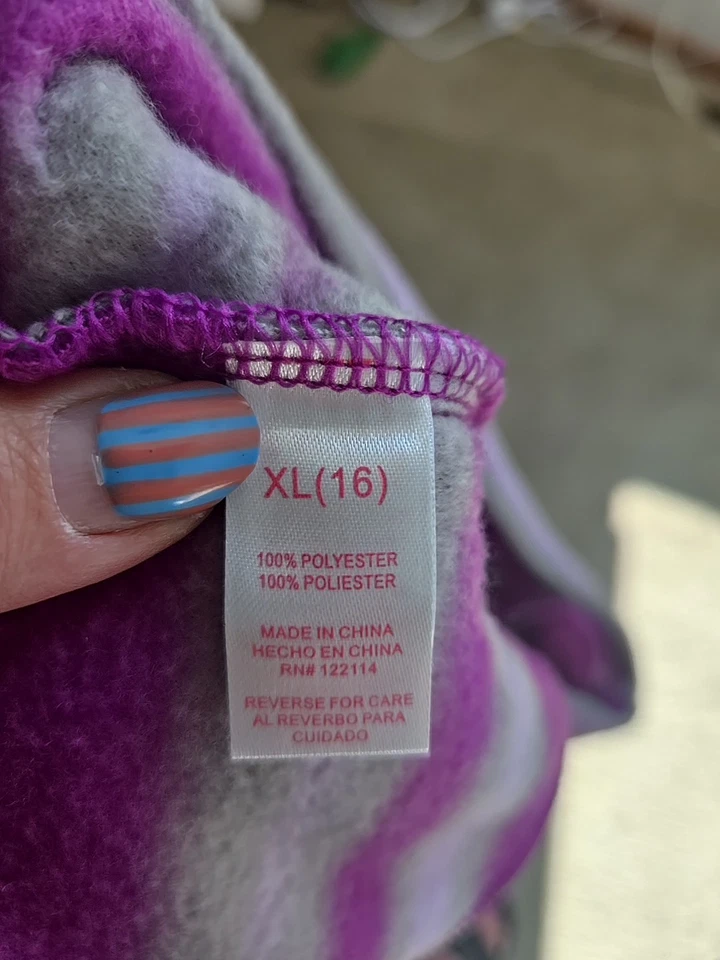 XL(16)
100% POLYESTER
100% POLIESTER
MADE IN CHINA
HECHO EN CHINA
RN# 122114
REVERSE FOR CARE
AL REVERBO PARA
CUIDADO